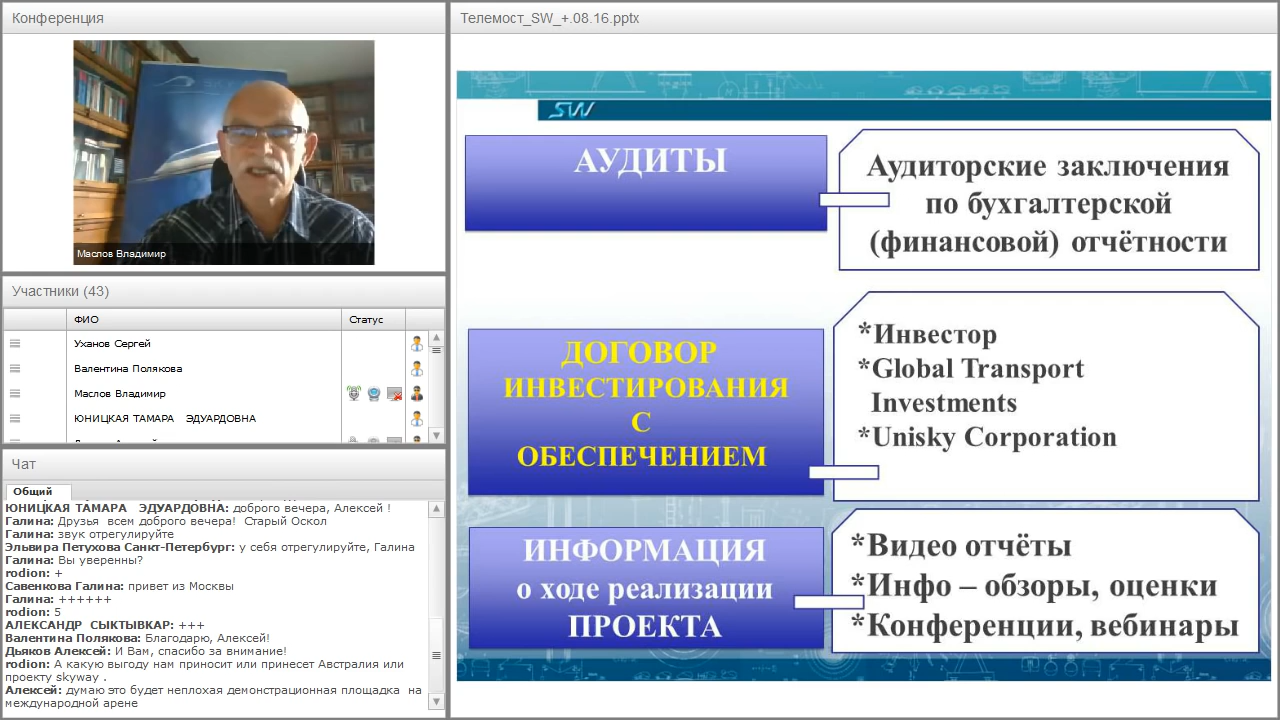 Конференция
Маслов Владимир
Участники (43)
ФИО
Статус
Уханов Сергей
Валентина Полякова
Маслов Владимир
ЮНИЦКАЯ ТАМАРА ЭДУАРДОВНА
Чат
Общий
ЮНИЦКАЯ ТАМАРА ЭДУАРДОВНА: доброго вечера, Алексей !
Галина: Друзья всем доброго вечера! Старый Оскол
Галина: звук отрегулируйте
Эльвира Петухова Санкт-Петербург: у себя отрегулируйте, Галина
Галина: Вы уверенны?
rodion: +
Савенкова Галина: привет из Москвы
Галина: ++++++
rodion: 5
АЛЕКСАНДР СЫКТЫВКАР: +++
Валентина Полякова: Благодарю, Алексей!
Дьяков Алексей: И Вам, спасибо за внимание!
rodion: А какую выгоду нам приносит или принесет Австралия или
проекту skyway .
Алексей: думаю это будет неплохая демонстрационная площадка на
международной арене
Телемост_SW_+.08.16.pptx
SW
АУДИТЫ
Аудиторские заключения
по бухгалтерской
(финансовой) отчётности
ДОГОВОР
ИНВЕСТИРОВАНИЯ
С
ОБЕСПЕЧЕНИЕМ
*Инвестор
*Global Transport
Investments
*Unisky Corporation
ИНФОРМАЦИЯ
о ходе реализации
ПРОЕКТА
*Видео отчёты
*Инфо – обзоры, оценки
*Конференции, вебинары